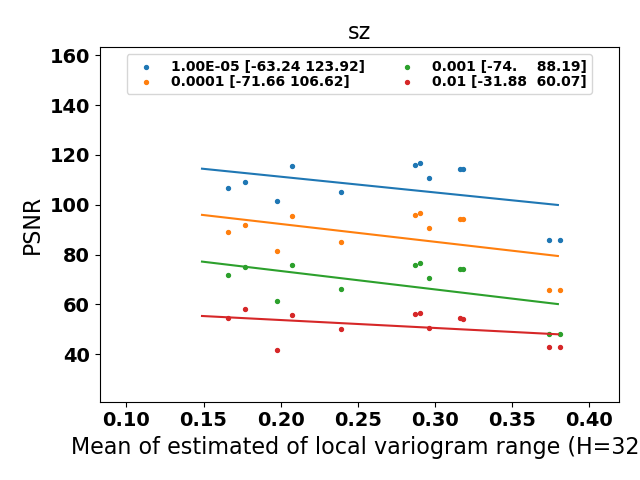 sz
1.00E-05 [-63.24 123.92]
0.0001 [-71.66 106.62]
0.001 [-74. 88.19]
0.01 [-31.88 60.07]
PSNR
160
140
120
100
80
60
40
0.10 0.15 0.20 0.25 0.30 0.35 0.40
Mean of estimated of local variogram range (H=32